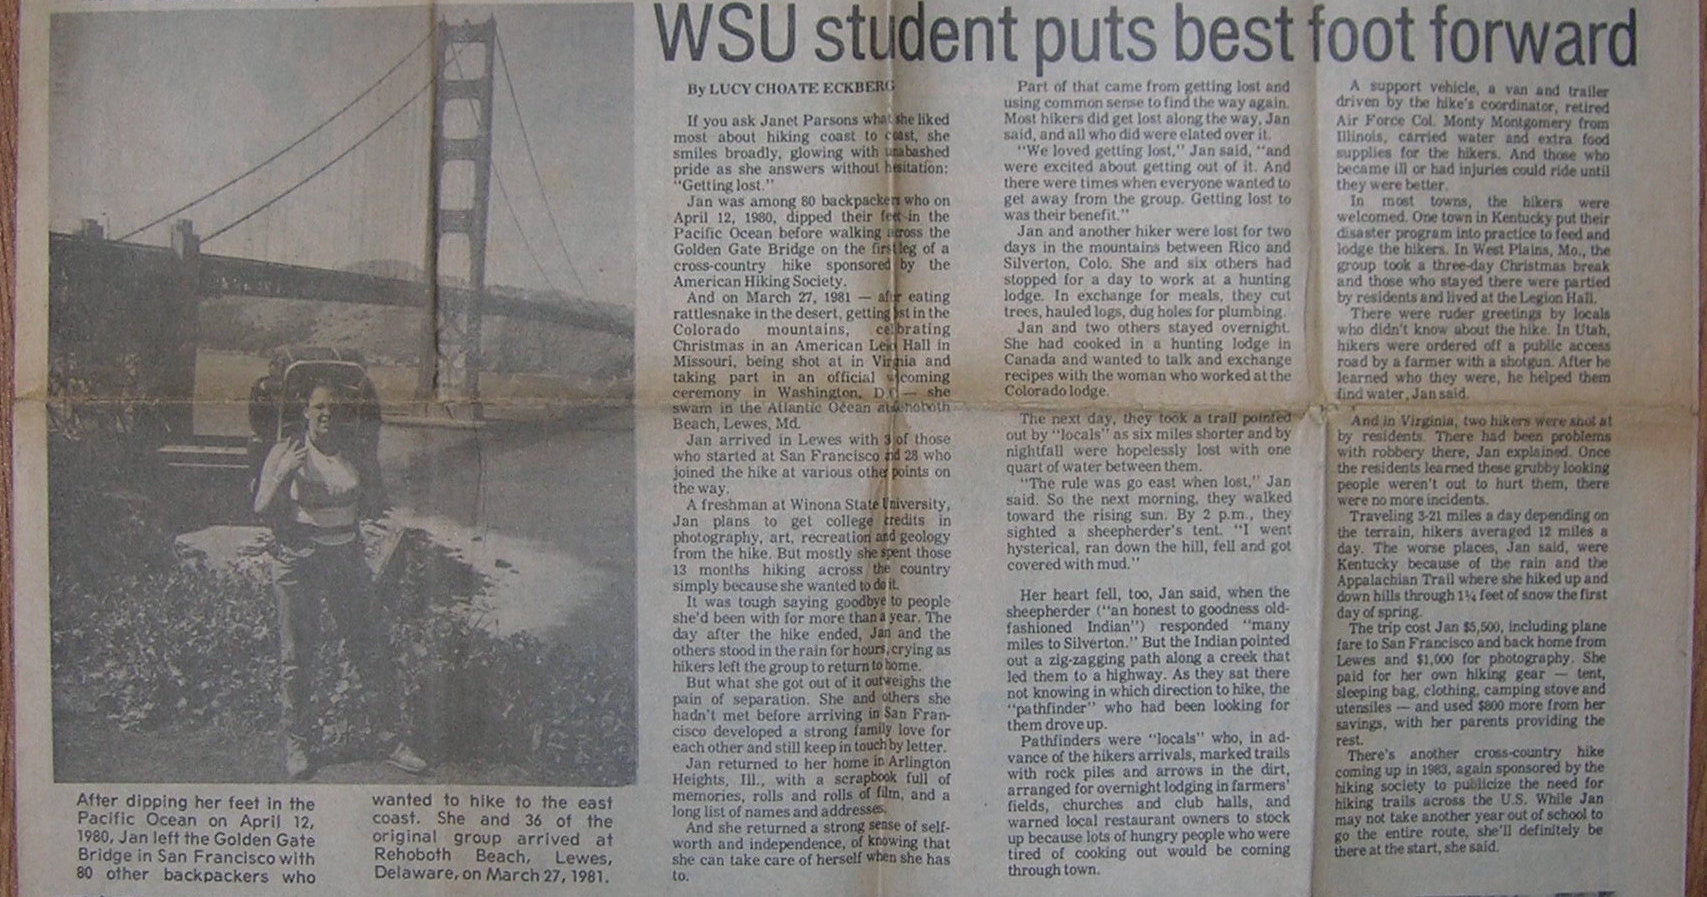 WSU student puts best foot forward
By LUCY CHOATE ECKBERG
If you ask Janet Parsons what she liked
most about hiking coast to coast, she
smiles broadly, glowing with unabashed
pride as she answers without hesitation:
"Getting lost."
Jan was among 80 backpackers who on
April 12, 1980, dipped their feet in the
Pacific Ocean before walking across the
Golden Gate Bridge on the first leg of a
cross-country hike sponsored by the
American Hiking Society.
And on March 27, 1981 — after eating
rattlesnake in the desert, getting lost in the
Colorado mountains, celebrating
Christmas in an American Hall in
Missouri, being shot at in Virginia and
taking part in an official welcoming
ceremony in Washington, D.C. — she
swam in the Atlantic Ocean at Rehoboth
Beach, Lewes, Md.
Jan arrived in Lewes with of those
who started at San Francisco and 28 who
joined the hike at various other points on
the way.
A freshman at Winona State University,
Jan plans to get college credits in
photography, art, recreation and geology
from the hike. But mostly she spent those
13 months hiking across the country
simply because she wanted to do it.
It was tough saying goodbye to people
she'd been with for more than a year. The
day after the hike ended, Jan and the
others stood in the rain for hours, crying as
hikers left the group to return to home.
But what she got out of it outweighs the
pain of separation. She and others she
hadn't met before arriving in San Fran-
cisco developed a strong family love for
each other and still keep in touch by letter.
Jan returned to her home in Arlington
Heights, Ill., with a scrapbook full of
memories, rolls and rolls of film, and a
long list of names and addresses.
And she returned a strong sense of self-
worth and independence, of knowing that
she can take care of herself when she has
to.
Part of that came from getting lost and
using common sense to find the way again.
Most hikers did get lost along the way, Jan
said, and all who did were elated over it.
"We loved getting lost," Jan said, "and
were excited about getting out of it. And
there were times when everyone wanted to
get away from the group. Getting lost to
was their benefit."
Jan and another hiker were lost for two
days in the mountains between Rico and
Silverton, Colo. She and six others had
stopped for a day to work at a hunting
lodge. In exchange for meals, they cut
trees, hauled logs, dug holes for plumbing.
Jan and two others stayed overnight.
She had cooked in a hunting lodge in
Canada and wanted to talk and exchange
recipes with the woman who worked at the
Colorado lodge.
The next day, they took a trail pointed
out by "locals" as six miles shorter and by
nightfall were hopelessly lost with one
quart of water between them.
"The rule was go east when lost," Jan
said. So the next morning, they walked
toward the rising sun. By 2 p.m., they
sighted a sheepherder's tent. "I went
hysterical, ran down the hill, fell and got
covered with mud."
Her heart fell, too, Jan said, when the
sheepherder ("an honest to goodness old-
fashioned Indian") responded "many
miles to Silverton." But the Indian pointed
out a zig-zagging path along a creek that
led them to a highway. As they sat there
not knowing in which direction to hike, the
"pathfinder" who had been looking for
them drove up.
Pathfinders were "locals" who, in ad-
vance of the hikers arrivals, marked trails
with rock piles and arrows in the dirt,
arranged for overnight lodging in farmers'
fields, churches and club halls, and
warned local restaurant owners to stock
up because lots of hungry people who were
tired of cooking out would be coming
through town.
A support vehicle, a van and trailer
driven by the hike's coordinator, retired
Air Force Col. Monty Montgomery from
Illinois, carried water and extra food
supplies for the hikers. And those who
became ill or had injuries could ride until
they were better.
In most towns, the hikers were
welcomed. One town in Kentucky put their
disaster program into practice to feed and
lodge the hikers. In West Plains, Mo., the
group took a three-day Christmas break
and those who stayed there were partied
by residents and lived at the Legion Hall.
There were ruder greetings by locals
who didn't know about the hike. In Utah,
hikers were ordered off a public access
road by a farmer with a shotgun. After he
learned who they were, he helped them
find water, Jan said.
And in Virginia, two hikers were shot at
by residents. There had been problems
with robbery there, Jan explained. Once
the residents learned these grubby looking
people weren't out to hurt them, there
were no more incidents.
Traveling 3-21 miles a day depending on
the terrain, hikers averaged 12 miles a
day. The worse places, Jan said, were
Kentucky because of the rain and the
Appalachian Trail where she hiked up and
down hills through 1¼ feet of snow the first
day of spring.
The trip cost Jan $5,500, including plane
fare to San Francisco and back home from
Lewes and $1,000 for photography. She
paid for her own hiking gear — tent,
sleeping bag, clothing, camping stove and
utensiles — and used $800 more from her
savings, with her parents providing the
rest.
There's another cross-country hike
coming up in 1983, again sponsored by the
hiking society to publicize the need for
hiking trails across the U.S. While Jan
may not take another year out of school to
go the entire route, she'll definitely be
there at the start, she said.
After dipping her feet in the
Pacific Ocean on April 12,
1980, Jan left the Golden Gate
Bridge in San Francisco with
80 other backpackers who
wanted to hike to the east
coast. She and 36 of the
original group arrived at
Rehoboth Beach, Lewes,
Delaware, on March 27, 1981.